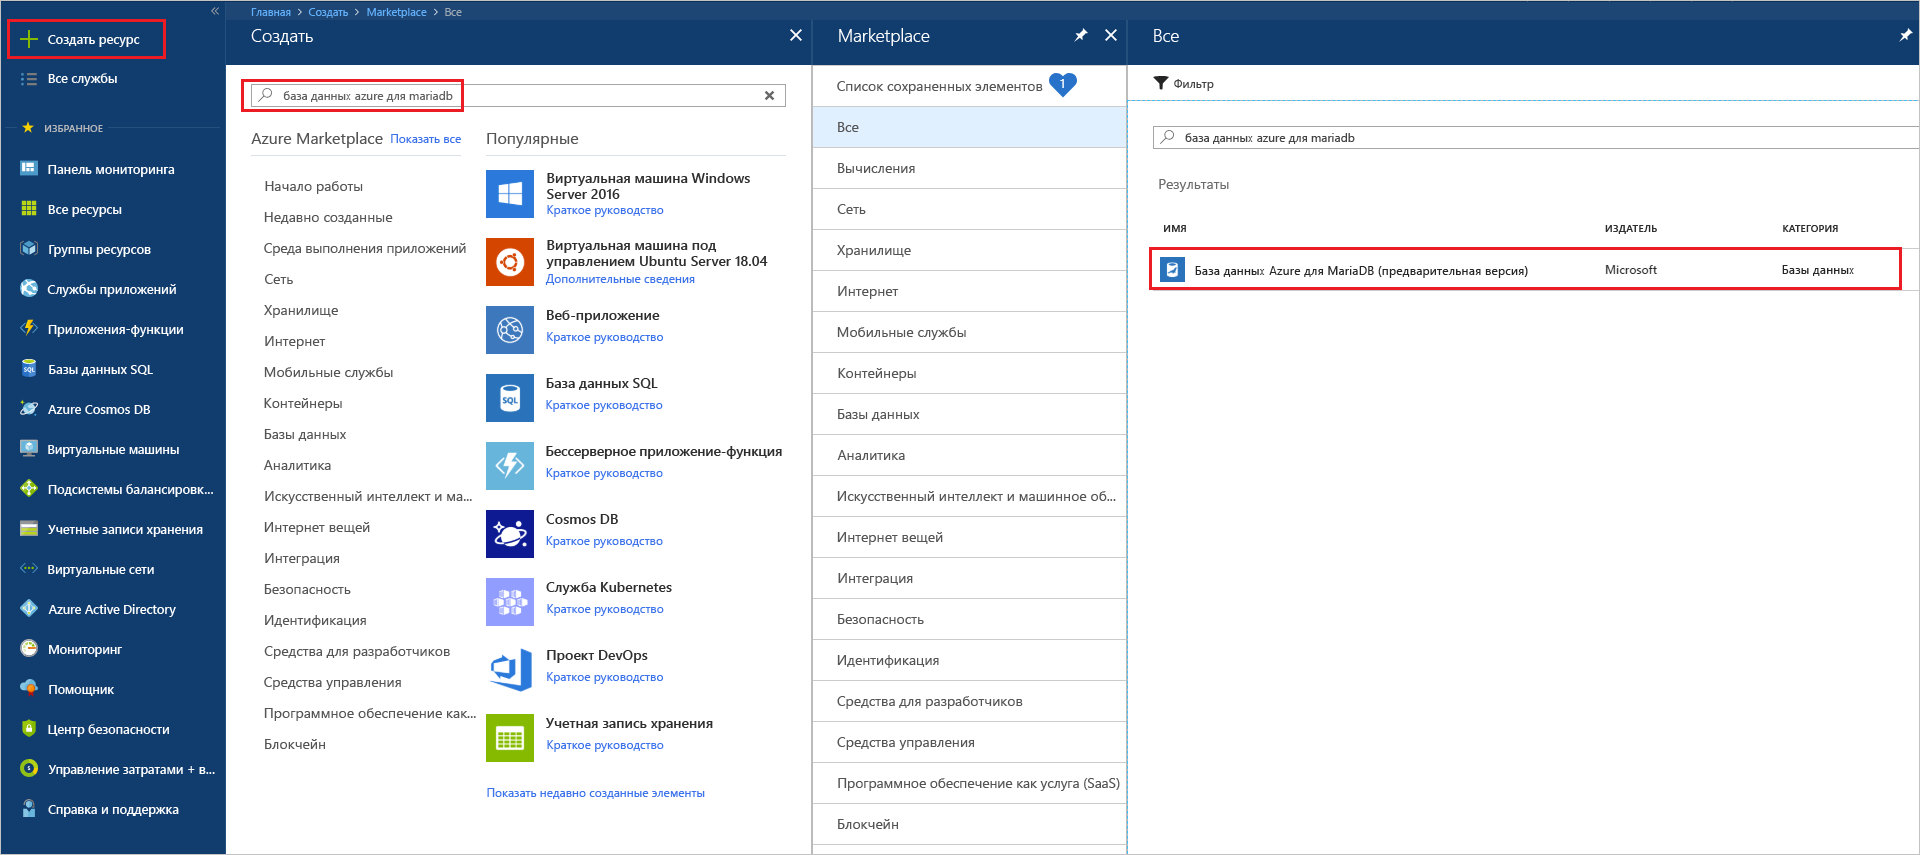 «
Создать ресурс
Все службы
ИЗБРАННОЕ
Панель мониторинга
Все ресурсы
Группы ресурсов
Службы приложений
Приложения-функции
Базы данных SQL
Azure Cosmos DB
Виртуальные машины
Подсистемы балансировк...
Учетные записи хранения
Виртуальные сети
Azure Active Directory
Мониторинг
Помощник
Центр безопасности
Управление затратами + в...
Справка и поддержка
Главная > Создать > Marketplace > Все
Создать
база данных azure для mariadb
Azure Marketplace Показать все
Начало работы
Недавно созданные
Среда выполнения приложений
Сеть
Хранилище
Интернет
Мобильные службы
Контейнеры
Базы данных
Аналитика
Искусственный интеллект и ма...
Интернет вещей
Интеграция
Безопасность
Идентификация
Средства для разработчиков
Средства управления
Программное обеспечение как...
Блокчейн
Популярные
Виртуальная машина Windows
Server 2016
Краткое руководство
Виртуальная машина под
управлением Ubuntu Server 18.04
Дополнительные сведения
Веб-приложение
Краткое руководство
SQL
База данных SQL
Краткое руководство
Бессерверное приложение-функция
Краткое руководство
Cosmos DB
Краткое руководство
Служба Kubernetes
Краткое руководство
Проект DevOps
Краткое руководство
Учетная запись хранения
Краткое руководство
Показать недавно созданные элементы
Marketplace
Список сохраненных элементов 1
Все
Вычисления
Сеть
Хранилище
Интернет
Мобильные службы
Контейнеры
Базы данных
Аналитика
Искусственный интеллект и машинное об...
Интернет вещей
Интеграция
Безопасность
Идентификация
Средства для разработчиков
Средства управления
Программное обеспечение как услуга (SaaS)
Блокчейн
Все
Фильтр
база данных azure для mariadb
Результаты
ИМЯ ИЗДАТЕЛЬ КАТЕГОРИЯ
База данных Azure для MariaDB (предварительная версия) Microsoft Базы данных